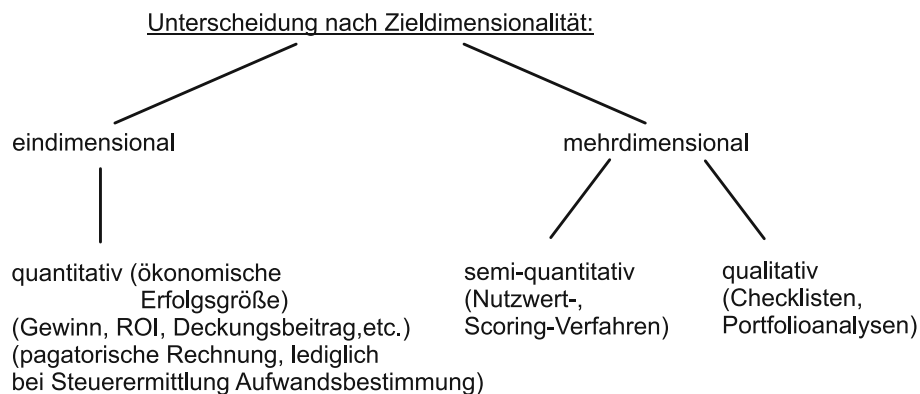 Unterscheidung nach Zieldimensionalität:
eindimensional
mehrdimensional
quantitativ (ökonomische
Erfolgsgröße)
(Gewinn, ROI, Deckungsbeitrag,etc.)
(pagatorische Rechnung, lediglich
bei Steuerermittlung Aufwandsbestimmung)
semi-quantitativ
(Nutzwert-,
Scoring-Verfahren)
qualitativ
(Checklisten,
Portfolioanalysen)